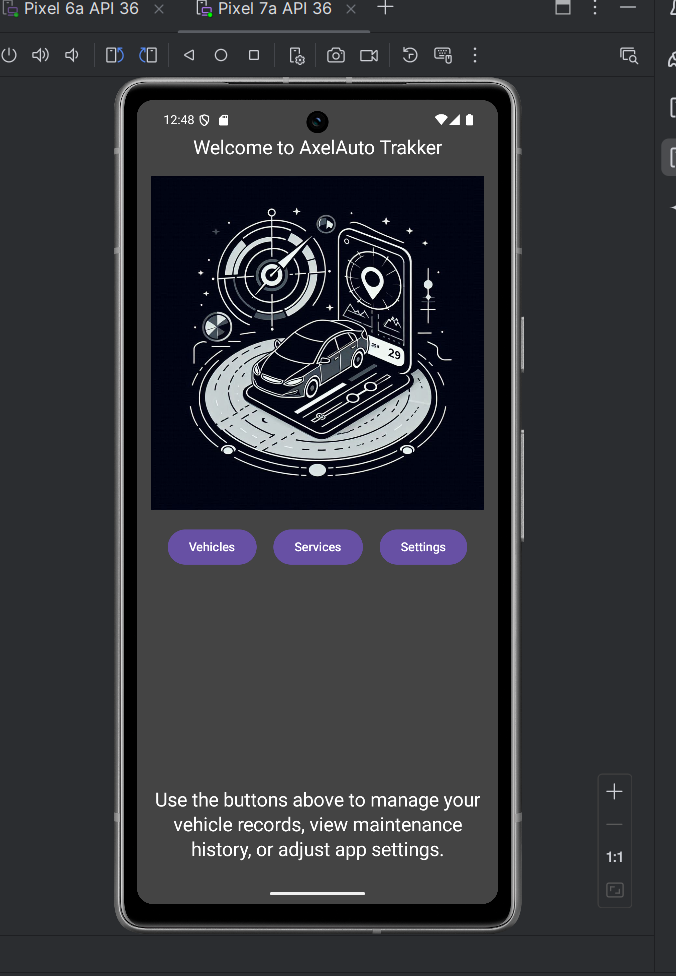 Pixel 6a API 36
Pixel 7a API 36
12:48
Welcome to AxelAuto Trakker
29
Vehicles
Services
Settings
Use the buttons above to manage your
vehicle records, view maintenance
history, or adjust app settings.
1:1